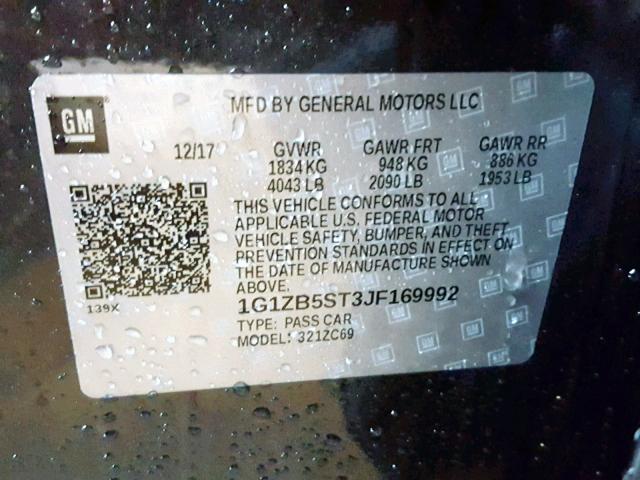 GM
MFD BY GENERAL MOTORS LLC
12/17 GVWR GAWR FRT GAWR RR
1834 KG 948 KG 886 KG
4043 LB 2090 LB 1953 LB
THIS VEHICLE CONFORMS TO ALL
APPLICABLE U.S. FEDERAL MOTOR
VEHICLE SAFETY, BUMPER, AND THEFT
PREVENTION STANDARDS IN EFFECT ON
THE DATE OF MANUFACTURE SHOWN
ABOVE.
139X
1G1ZB5ST3JF169992
TYPE: PASS CAR
MODEL: 321ZC69